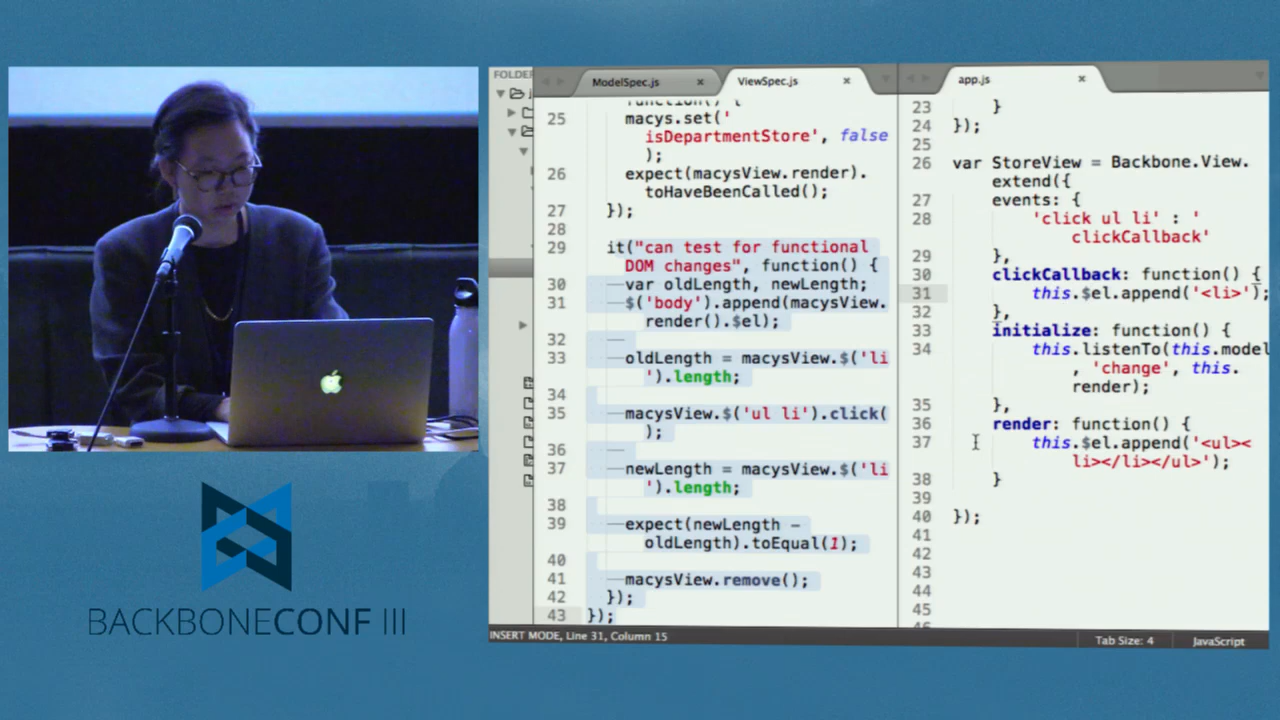 BACKBONECONF III
FOLDER
ModelSpec.js ×
ViewSpec.js ×
function() {
25 macys.set('
isDepartmentStore', false
);
26 expect(macysView.render).
toHaveBeenCalled();
27 });
28
29 it("can test for functional
DOM changes", function() {
30 var oldLength, newLength;
31 $('body').append(macysView.
render().$el);
32
33 oldLength = macysView.$('li
').length;
34
35 macysView.$('ul li').click(
);
36
37 newLength = macysView.$('li
').length;
38
39 expect(newLength -
oldLength).toEqual(1);
40
41 macysView.remove();
42 });
43 });
app.js ×
23 }
24 });
25
26 var StoreView = Backbone.View.
extend({
27 events: {
28 'click ul li' : '
clickCallback'
29 },
30 clickCallback: function() {
31 this.$el.append('<li>');
32 },
33 initialize: function() {
34 this.listenTo(this.model
, 'change', this.
render);
35 },
36 render: function() {
37 this.$el.append('<ul><
li></li></ul>');
38 }
39
40 });
41
42
43
44
45
INSERT MODE, Line 31, Column 15
Tab Size: 4
JavaScript